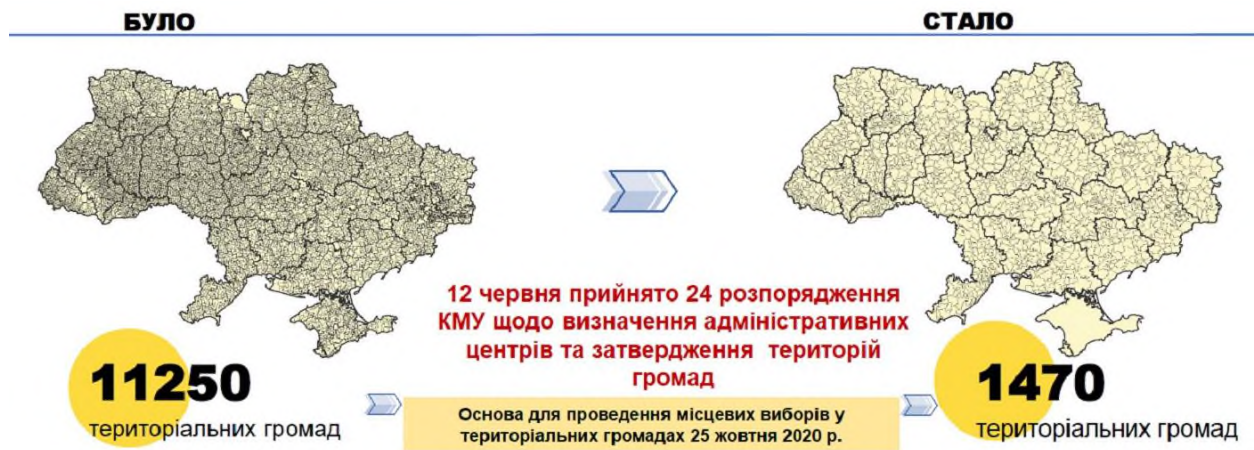 БУЛО
СТАЛО
12 червня прийнято 24 розпорядження
КМУ щодо визначення адміністративних
центрів та затвердження територій
громад
11250
територіальних громад
Основа для проведення місцевих виборів у
територіальних громадах 25 жовтня 2020 р.
1470
територіальних громад